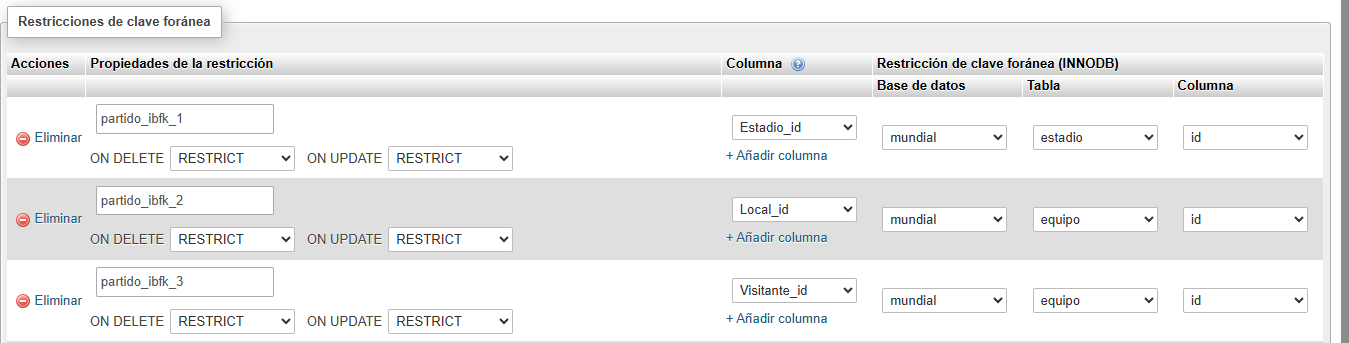 Restricciones de clave foránea
Acciones Propiedades de la restricción Columna Restricción de clave foránea (INNODB)
Base de datos Tabla Columna
partido_ibfk_1
Eliminar Estadio_id mundial estadio id
ON DELETE RESTRICT ON UPDATE RESTRICT + Añadir columna
partido_ibfk_2
Eliminar Local_id mundial equipo id
ON DELETE RESTRICT ON UPDATE RESTRICT + Añadir columna
partido_ibfk_3
Eliminar Visitante_id mundial equipo id
ON DELETE RESTRICT ON UPDATE RESTRICT + Añadir columna